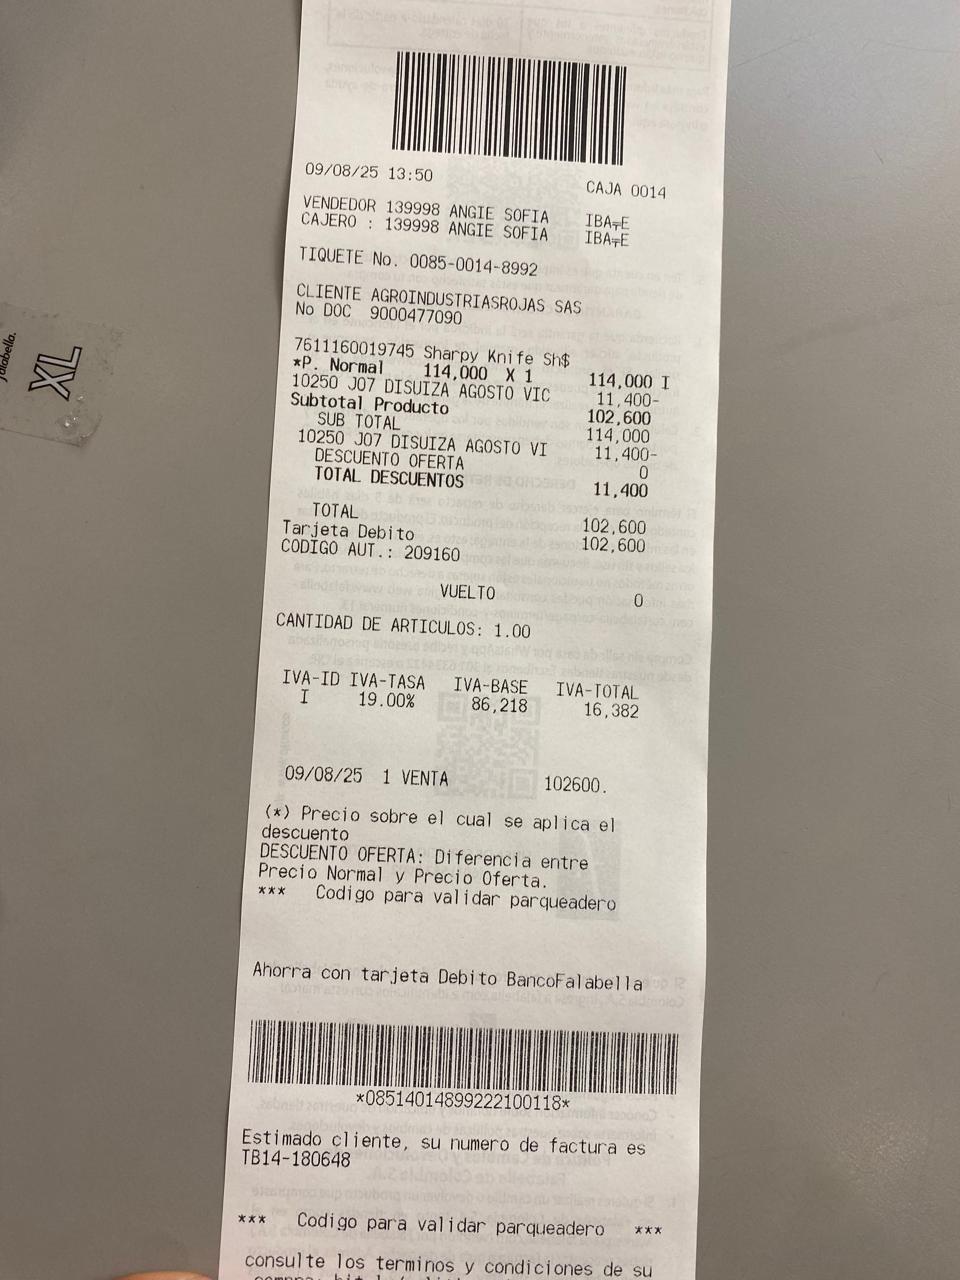 09/08/25 13:50 CAJA 0014
VENDEDOR 139998 ANGIE SOFIA IBA╤E
CAJERO : 139998 ANGIE SOFIA IBA╤E
TIQUETE No. 0085-0014-8992
CLIENTE AGROINDUSTRIASROJAS SAS
No DOC 9000477090
7611160019745 Sharpy Knife Sh$
*P. Normal 114,000 X 1 114,000 I
10250 J07 DISUIZA AGOSTO VIC 11,400-
Subtotal Producto 102,600
SUB TOTAL 114,000
10250 J07 DISUIZA AGOSTO VI 11,400-
DESCUENTO OFERTA 0
TOTAL DESCUENTOS 11,400
TOTAL 102,600
Tarjeta Debito 102,600
CODIGO AUT.: 209160
VUELTO 0
CANTIDAD DE ARTICULOS: 1.00
IVA-ID IVA-TASA IVA-BASE IVA-TOTAL
I 19.00% 86,218 16,382
09/08/25 1 VENTA 102600.
(*) Precio sobre el cual se aplica el
descuento
DESCUENTO OFERTA: Diferencia entre
Precio Normal y Precio Oferta.
*** Codigo para validar parqueadero
Ahorra con tarjeta Debito BancoFalabella
*08514014899222100118*
Estimado cliente, su numero de factura es
TB14-180648
*** Codigo para validar parqueadero ***
consulte los terminos y condiciones de su
falabella.
XL